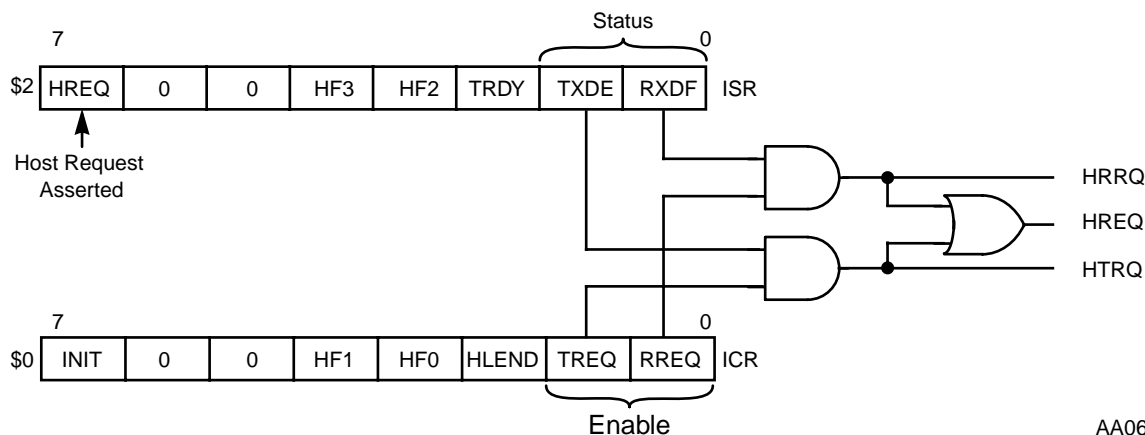 Status
7 0
$2 HREQ 0 0 HF3 HF2 TRDY TXDE RXDF ISR
Host Request
Asserted
HRRQ
HREQ
HTRQ
7 0
$0 INIT 0 0 HF1 HF0 HLEND TREQ RREQ ICR
Enable
AA06